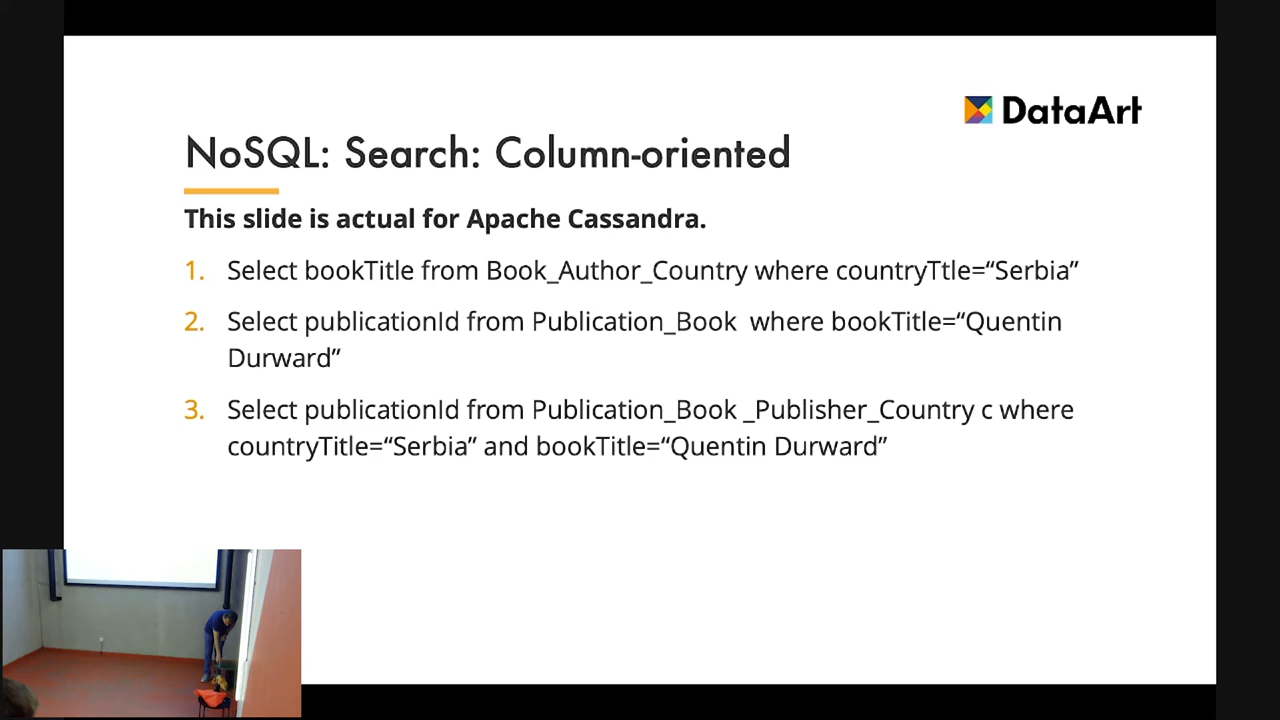 DataArt
NoSQL: Search: Column-oriented
This slide is actual for Apache Cassandra.
1. Select bookTitle from Book_Author_Country where countryTtle=“Serbia”
2. Select publicationId from Publication_Book where bookTitle=“Quentin
Durward”
3. Select publicationId from Publication_Book _Publisher_Country c where
countryTitle=“Serbia” and bookTitle=“Quentin Durward”